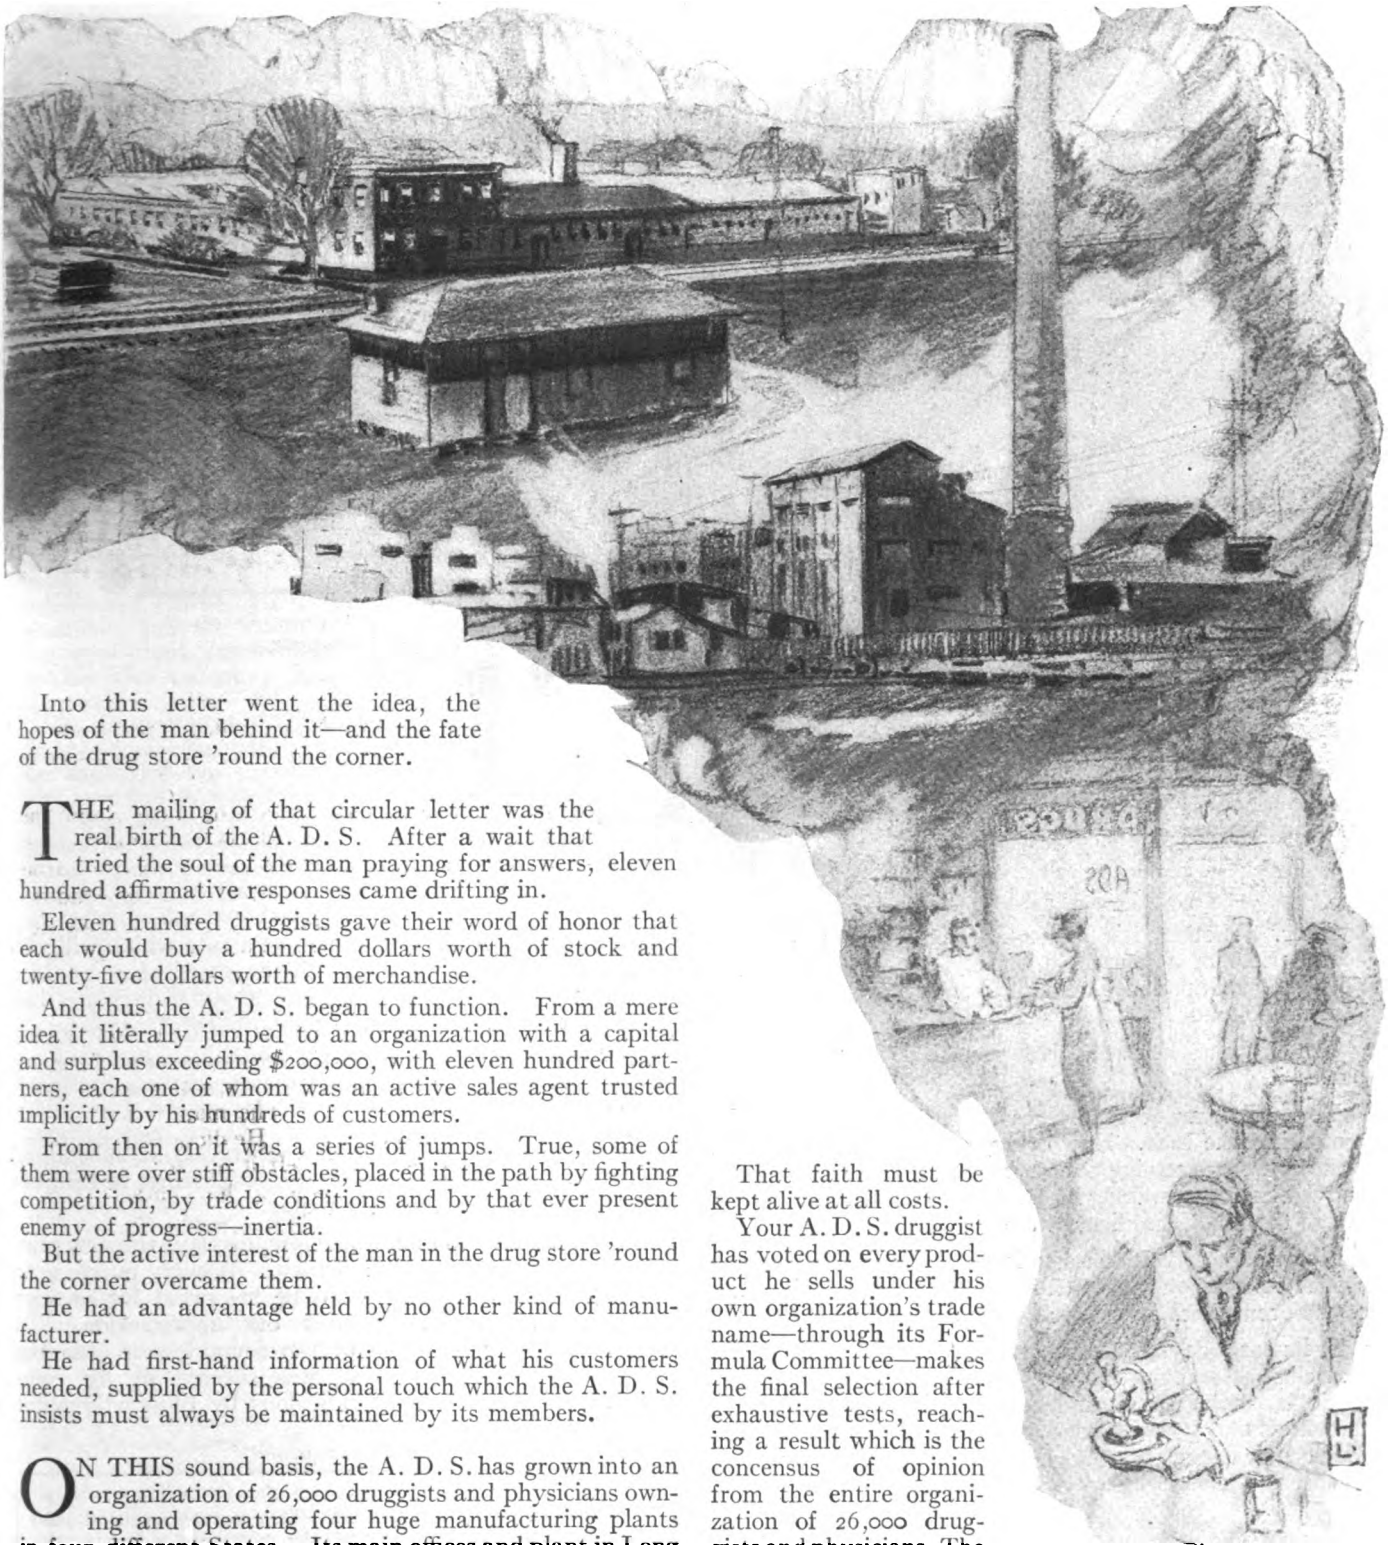 Into this letter went the idea, the
hopes of the man behind it—and the fate
of the drug store 'round the corner.
THE mailing of that circular letter was the
real birth of the A. D. S. After a wait that
tried the soul of the man praying for answers, eleven
hundred affirmative responses came drifting in.
Eleven hundred druggists gave their word of honor that
each would buy a hundred dollars worth of stock and
twenty-five dollars worth of merchandise.
And thus the A. D. S. began to function. From a mere
idea it literally jumped to an organization with a capital
and surplus exceeding $200,000, with eleven hundred part-
ners, each one of whom was an active sales agent trusted
implicitly by his hundreds of customers.
From then on it was a series of jumps. True, some of
them were over stiff obstacles, placed in the path by fighting
competition, by trade conditions and by that ever present
enemy of progress—inertia.
But the active interest of the man in the drug store 'round
the corner overcame them.
He had an advantage held by no other kind of manu-
facturer.
He had first-hand information of what his customers
needed, supplied by the personal touch which the A. D. S.
insists must always be maintained by its members.
ON THIS sound basis, the A. D. S. has grown into an
organization of 26,000 druggists and physicians own-
ing and operating four huge manufacturing plants
in four different States. Its main offices and plant in Long
That faith must be
kept alive at all costs.
Your A. D. S. druggist
has voted on every prod-
uct he sells under his
own organization's trade
name—through its For-
mula Committee—makes
the final selection after
exhaustive tests, reach-
ing a result which is the
concensus of opinion
from the entire organi-
zation of 26,000 drug-
gists and physicians. The
DRUGS
ADS
HL